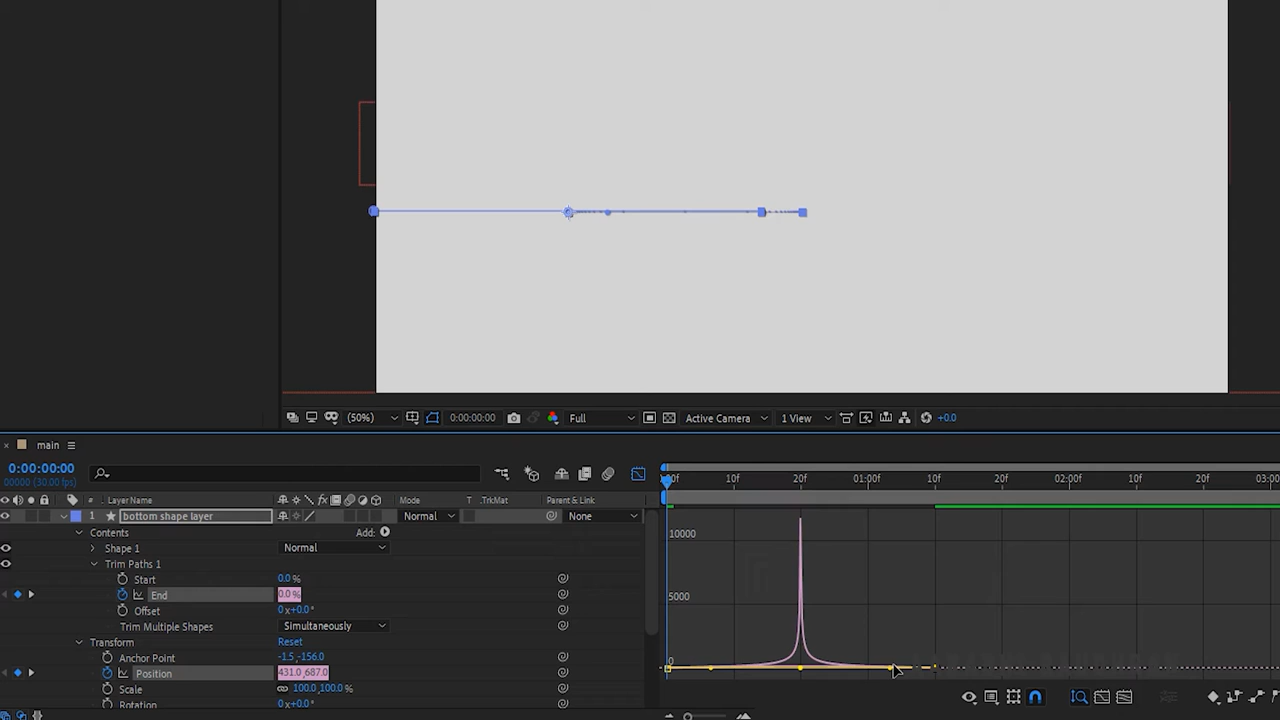 (50%) 0:00:00:00 Full Active Camera 1 View +0.0
× main
0:00:00:00
00000 (30.00 fps)
# Layer Name Mode T .TrkMat Parent & Link
:00f 10f 20f 01:00f 10f 20f 02:00f 10f 20f 03:00
1 bottom shape layer Normal None
Contents Add:
Shape 1 Normal
Trim Paths 1
Start 0.0 %
End 0.0 %
Offset 0 x+0.0°
Trim Multiple Shapes Simultaneously
Transform Reset
Anchor Point -1.5,-156.0
Position 431.0,687.0
Scale 100.0,100.0 %
Rotation 0 x+0.0°
10000
5000
0